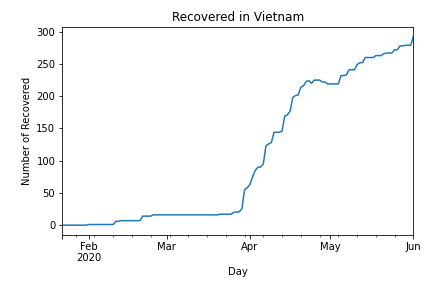 Recovered in Vietnam
300
250
200
150
100
50
0
Number of Recovered
Feb
2020
Mar
Apr
May
Jun
Day